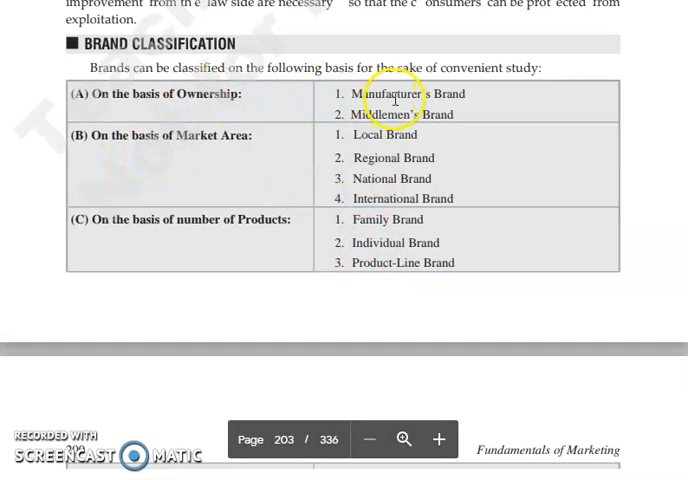 improvement from th e law side are necessary so that the c onsumers can be prot ected from
exploitation.
■ BRAND CLASSIFICATION
Brands can be classified on the following basis for the sake of convenient study:
(A) On the basis of Ownership:
1. Manufacturer's Brand
2. Middlemen's Brand
(B) On the basis of Market Area:
1. Local Brand
2. Regional Brand
3. National Brand
4. International Brand
(C) On the basis of number of Products:
1. Family Brand
2. Individual Brand
3. Product-Line Brand
Page 203 / 336
Fundamentals of Marketing
RECORDED WITH
SCREENCAST MATIC